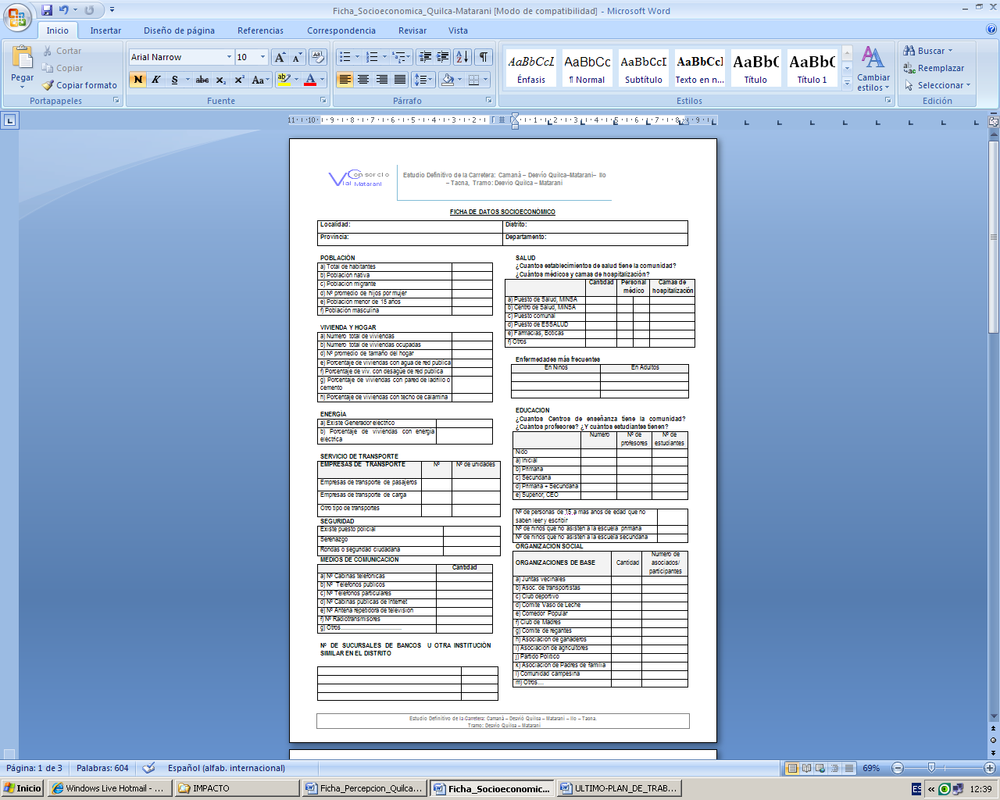 Ficha_Socioeconomica_Quilca-Matarani [Modo de compatibilidad] - Microsoft Word
Inicio Insertar Diseño de página Referencias Correspondencia Revisar Vista
Pegar
Cortar
Copiar
Copiar formato
Portapapeles
Arial Narrow 10
N K S abc x₂ x² Aa
Fuente
Párrafo
AaBbCcL AaBbCc AaBbCcI AaBbCcI AaBbC AaBbC
Énfasis ¶ Normal Subtítulo Texto en n... Título Título 1
Cambiar estilos
Estilos
Buscar
Reemplazar
Seleccionar
Edición
Consorcio
Vial Matarani
Estudio Definitivo de la Carretera: Camaná – Desvío Quilca–Matarani– Ilo
– Tacna, Tramo: Desvío Quilca – Matarani
FICHA DE DATOS SOCIOECONÓMICO
Localidad: Distrito:
Provincia: Departamento:
POBLACIÓN
a) Total de habitantes
b) Población nativa
c) Población migrante
d) Nº promedio de hijos por mujer
e) Población menor de 15 años
f) Población masculina
VIVIENDA Y HOGAR
a) Número total de viviendas
b) Número total de viviendas ocupadas
d) Nº promedio de tamaño del hogar
e) Porcentaje de viviendas con agua de red pública
f) Porcentaje de viv. con desagüe de red pública
g) Porcentaje de viviendas con pared de ladrillo o
cemento
h) Porcentaje de viviendas con techo de calamina
ENERGÍA
a) Existe Generador eléctrico
b) Porcentaje de viviendas con energía
eléctrica
SERVICIO DE TRANSPORTE
EMPRESAS DE TRANSPORTE Nº Nº de unidades
Empresas de transporte de pasajeros
Empresas de transporte de carga
Otro tipo de transportes
SEGURIDAD
Existe puesto policial
Serenazgo
Rondas o seguridad ciudadana
MEDIOS DE COMUNICACIÓN
Cantidad
a) Nº Cabinas telefónicas
b) Nº Teléfonos públicos
c) Nº Teléfonos particulares
d) Nº Cabinas públicas de Internet
e) Nº Antena repetidora de televisión
f) Nº Radiotransmisores
g) Otros........................................
Nº DE SUCURSALES DE BANCOS U OTRA INSTITUCIÓN
SIMILAR EN EL DISTRITO
SALUD
¿Cuantos establecimientos de salud tiene la comunidad?
¿Cuántos médicos y camas de hospitalización?
Cantidad Personal médico Camas de hospitalización
a) Puesto de Salud, MINSA
b) Centro de Salud, MINSA
c) Puesto comunal
d) Puesto de ESSALUD
e) Farmacias, Boticas
f) Otros
Enfermedades más frecuentes
En Niños En Adultos
EDUCACION
¿Cuantos Centros de enseñanza tiene la comunidad?
¿Cuantos profesores? ¿Y cuántos estudiantes tienen?
Número Nº de profesores Nº de estudiantes
Nido
a) Inicial
b) Primaria
c) Secundaria
d) Primaria + Secundaria
e) Superior, CEO
Nº de personas de 15 a más años de edad que no
saben leer y escribir
Nº de niños que no asisten a la escuela primaria
Nº de niños que no asisten a la escuela secundaria
ORGANIZACIÓN SOCIAL
ORGANIZACIONES DE BASE Cantidad Número de asociados/ participantes
a) Juntas vecinales
b) Asoc. de transportistas
c) Club deportivo
d) Comité Vaso de Leche
e) Comedor Popular
f) Club de Madres
g) Comité de regantes
h) Asociación de ganaderos
i) Asociación de agricultores
j) Partido Político
k) Asociación de Padres de familia
l) Comunidad campesina
m) Otros....
Estudio Definitivo de la Carretera: Camaná – Desvió Quilca – Matarani – Ilo – Tacna.
Tramo: Desvío Quilca – Matarani
Página: 1 de 3 Palabras: 604 Español (alfab. internacional) 69%
Inicio Windows Live Hotmail - ... IMPACTO Ficha_Percepcion_Quilca... Ficha_Socioeconomic... ULTIMO-PLAN_DE_TRAB... ES 12:39